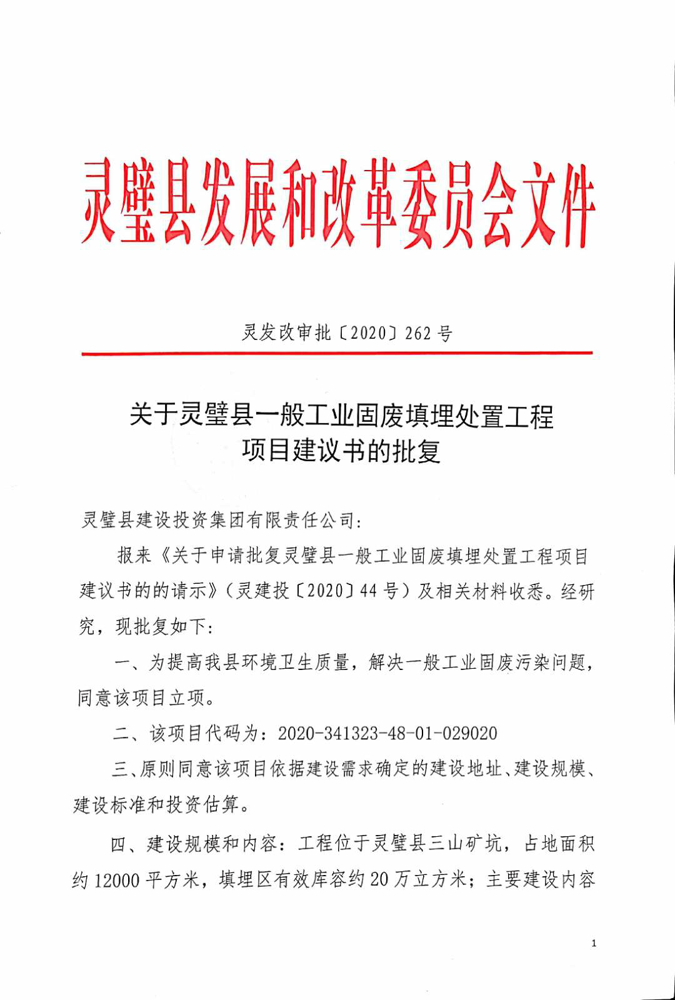 灵璧县发展和改革委员会文件
灵发改审批〔2020〕262号
关于灵璧县一般工业固废填埋处置工程
项目建议书的批复
灵璧县建设投资集团有限责任公司:
报来《关于申请批复灵璧县一般工业固废填埋处置工程项目
建议书的的请示》（灵建投〔2020〕44号）及相关材料收悉。经研
究，现批复如下:
一、为提高我县环境卫生质量，解决一般工业固废污染问题，
同意该项目立项。
二、该项目代码为：2020-341323-48-01-029020
三、原则同意该项目依据建设需求确定的建设地址、建设规模、
建设标准和投资估算。
四、建设规模和内容：工程位于灵璧县三山矿坑，占地面积
约12000平方米，填埋区有效库容约20万立方米；主要建设内容
1